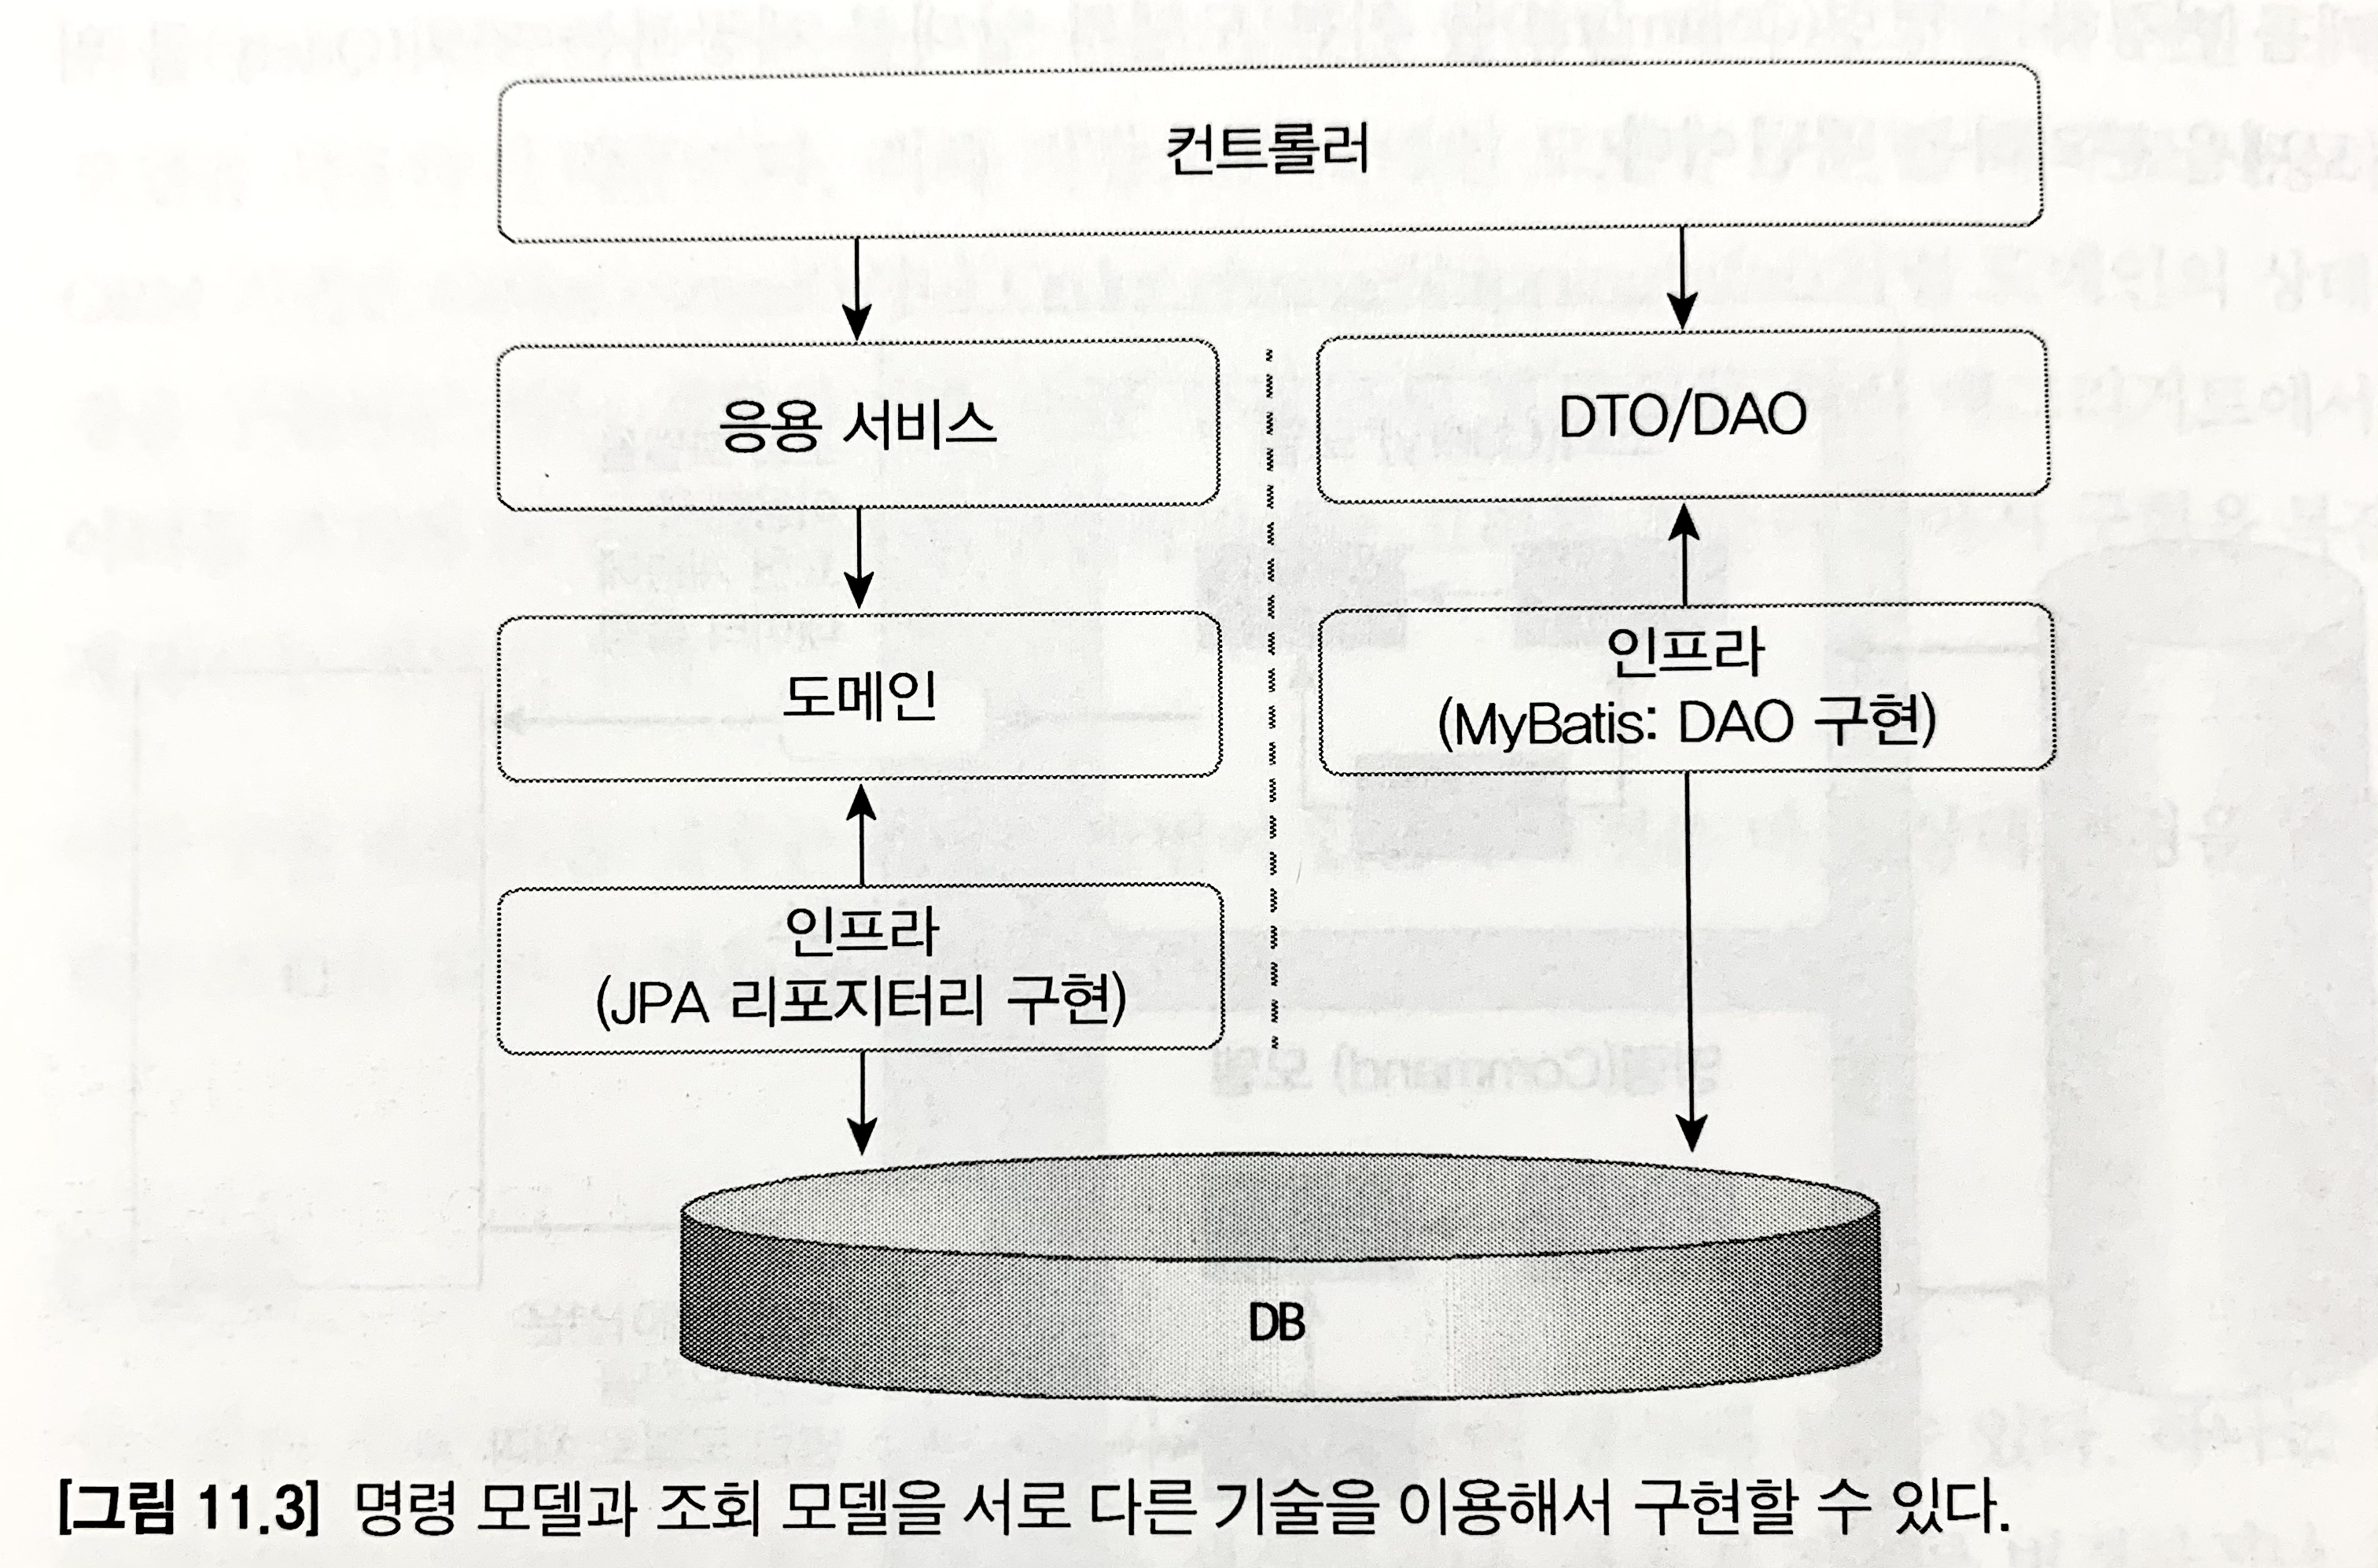 컨트롤러
응용 서비스
DTO/DAO
도메인
인프라
(MyBatis: DAO 구현)
인프라
(JPA 리포지터리 구현)
DB
[그림 11.3] 명령 모델과 조회 모델을 서로 다른 기술을 이용해서 구현할 수 있다.